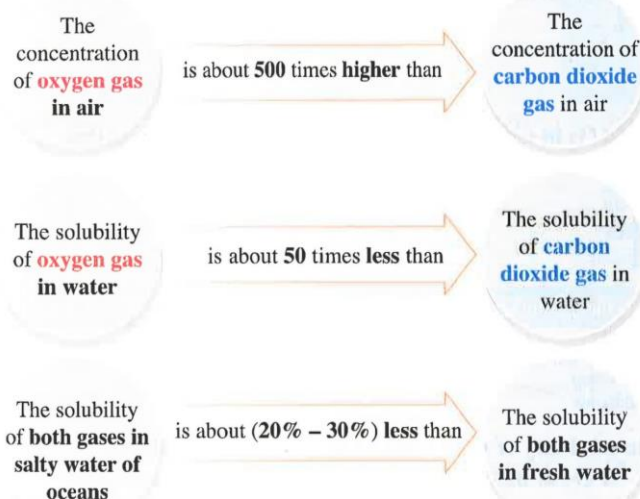 The
concentration
of oxygen gas
in air
is about 500 times higher than
The
concentration of
carbon dioxide
gas in air
The solubility
of oxygen gas
in water
is about 50 times less than
The solubility
of carbon
dioxide gas in
water
The solubility
of both gases in
salty water of
oceans
is about (20% – 30%) less than
The solubility
of both gases
in fresh water